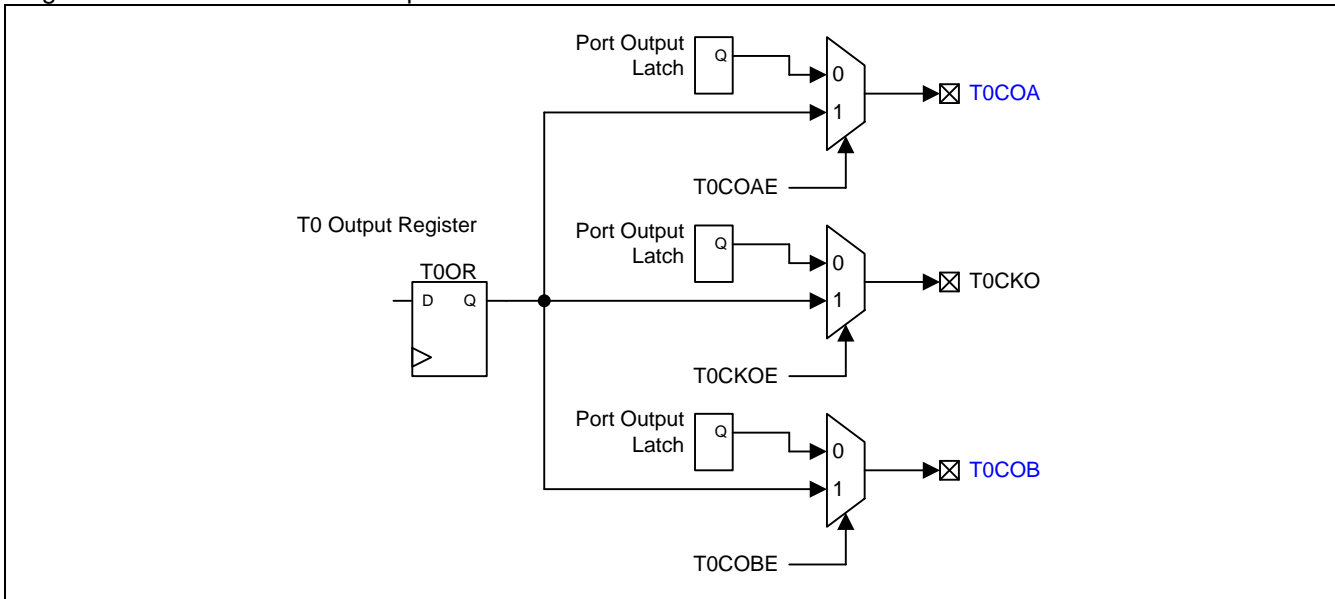 Port Output
Latch
Q
0
1
T0COA
T0COAE
T0 Output Register
T0OR
D Q
Port Output
Latch
Q
0
1
T0CKO
T0CKOE
Port Output
Latch
Q
0
1
T0COB
T0COBE